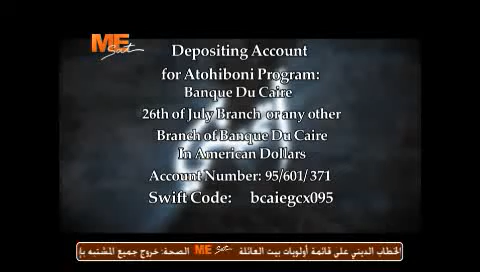 ME
Sat
Depositing Account
for Atohiboni Program:
Banque Du Caire
26th of July Branch or any other
Branch of Banque Du Caire
In American Dollars
Account Number: 95/601/ 371
Swift Code: bcaiegcx095
الخطاب الديني على قائمة أولويات بيت العائلة ME Sat الصحة: خروج جميع المشتبه بإ